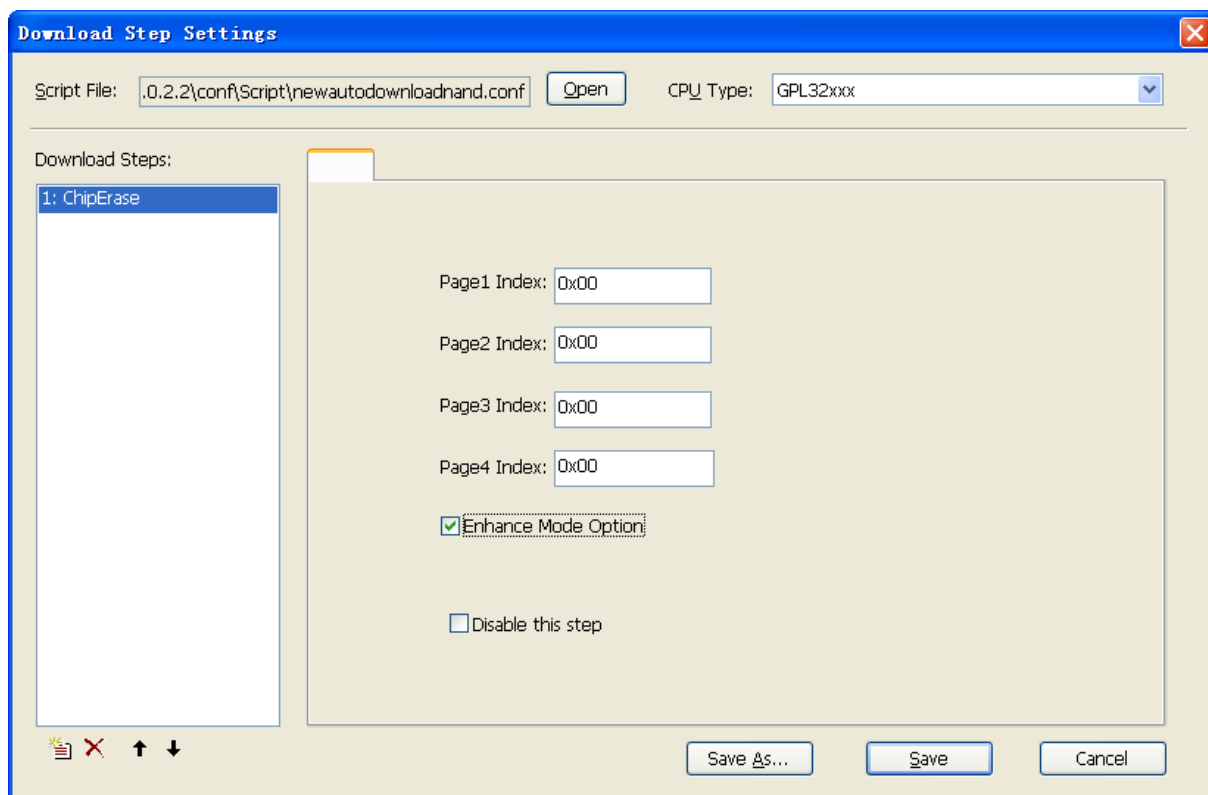 Download Step Settings
Script File: .0.2.2\conf\Script\newautodownloadnand.conf Open CPU Type: GPL32xxx
Download Steps:
1: ChipErase
Page1 Index: 0x00
Page2 Index: 0x00
Page3 Index: 0x00
Page4 Index: 0x00
Enhance Mode Option
Disable this step
Save As... Save Cancel